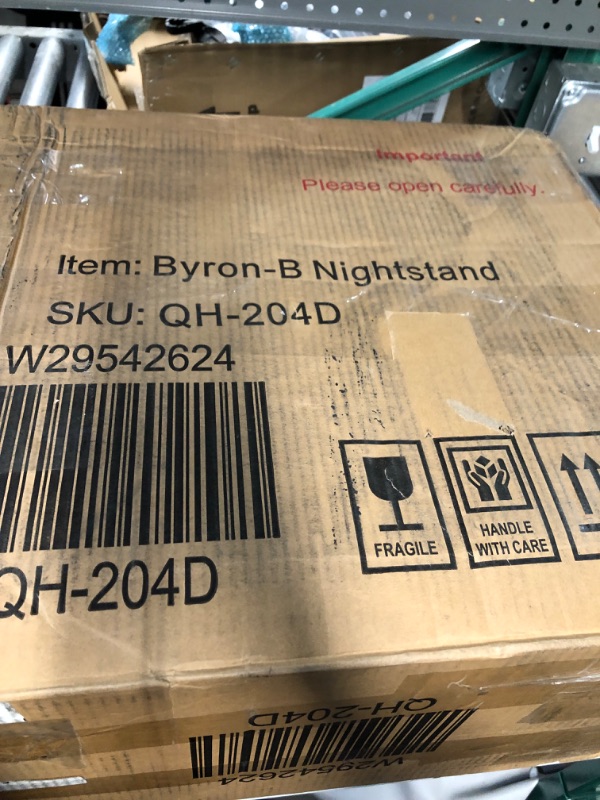 Important
Please open carefully.
Item: Byron-B Nightstand
SKU: QH-204D
W29542624
QH-204D
FRAGILE
HANDLE
WITH CARE
QH-204D
W29542624